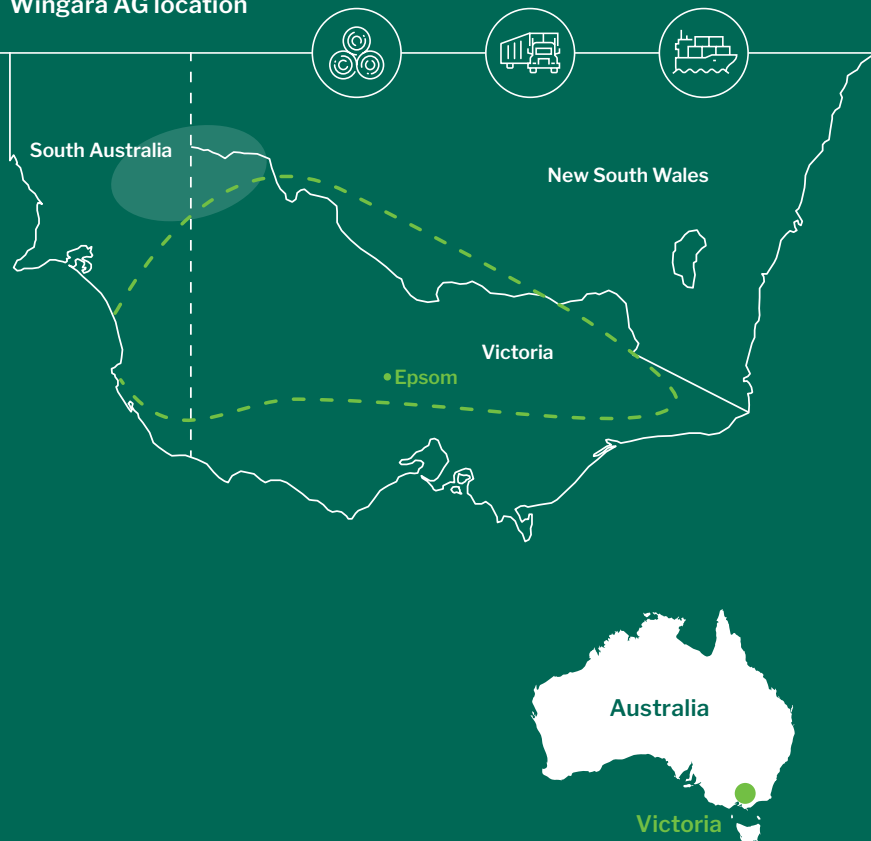 Wingara AG location
South Australia
New South Wales
Victoria
Epsom
Australia
Victoria